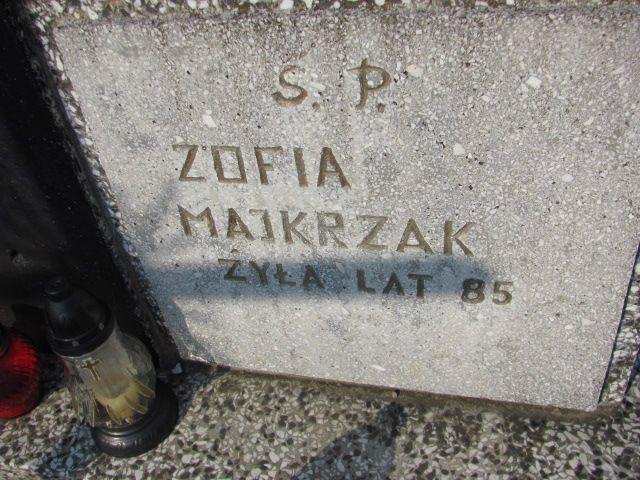 Ś. P.
ZOFIA
MAJKRZAK
ŻYŁA LAT 85